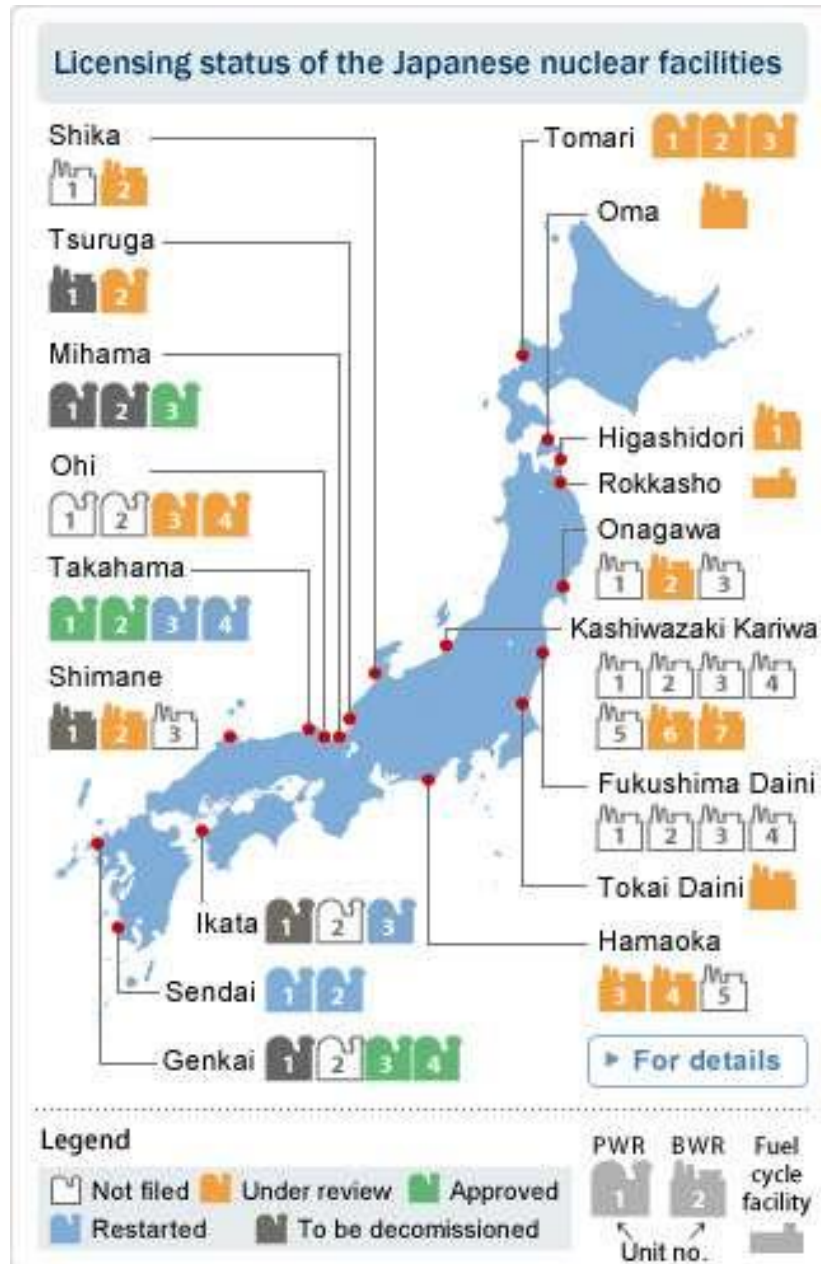 Licensing status of the Japanese nuclear facilities
Shika
1 2
Tsuruga
1 2
Mihama
1 2 3
Ohi
1 2 3 4
Takahama
1 2 3 4
Shimane
1 2 3
Tomari 1 2 3
Oma
Higashidori 1
Rokkasho
Onagawa
1 2 3
Kashiwazaki Kariwa
1 2 3 4
5 6 7
Fukushima Daini
1 2 3 4
Tokai Daini
Hamaoka
3 4 5
Ikata 1 2 3
Sendai 1 2
Genkai 1 2 3 4
For details
Legend
Not filed Under review Approved
Restarted To be decomissioned
PWR BWR Fuel
cycle
facility
1 2
Unit no.